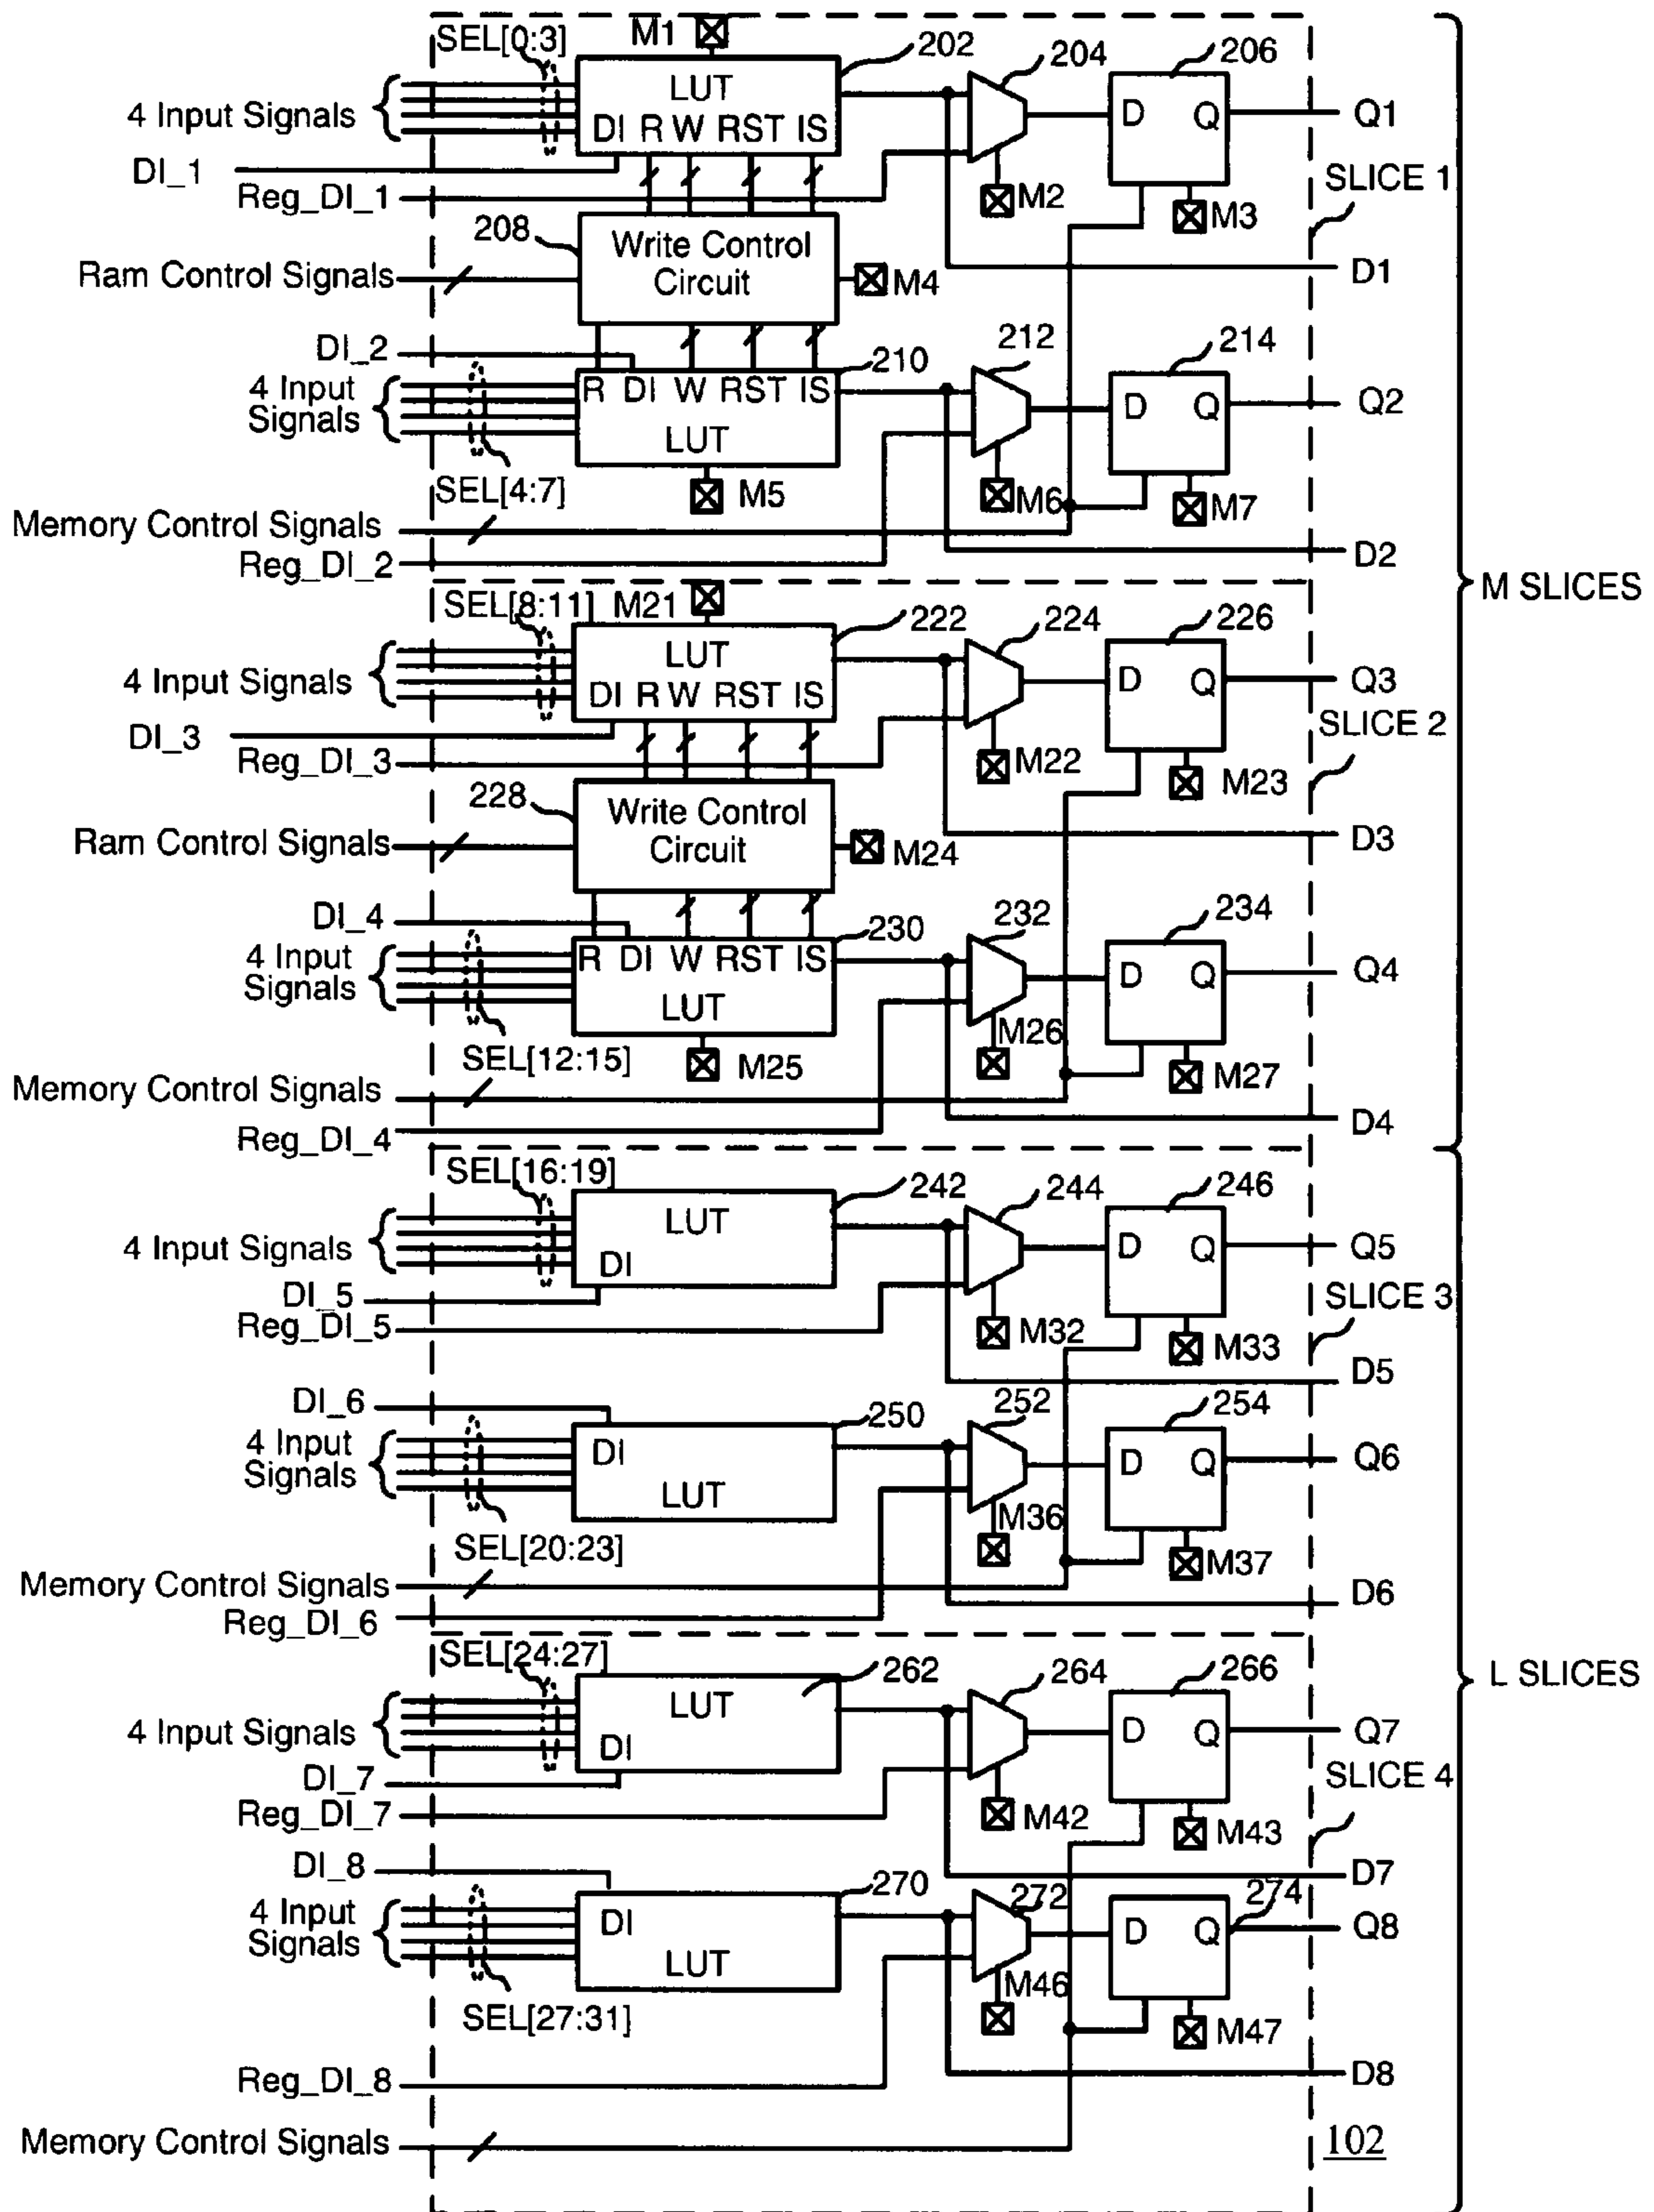 SEL[0:3]
M1
202
204
206
LUT
4 Input Signals
DI R W RST IS
D
Q
Q1
DI_1
Reg_DI_1
M2
M3
SLICE 1
208
Write Control
Circuit
Ram Control Signals
M4
D1
DI_2
210
212
214
4 Input
Signals
R DI W RST IS
LUT
D
Q
Q2
SEL[4:7]
M5
M6
M7
Memory Control Signals
Reg_DI_2
D2
M SLICES
SEL[8:11]
M21
222
224
226
LUT
4 Input Signals
DI R W RST IS
D
Q
Q3
DI_3
Reg_DI_3
M22
M23
SLICE 2
228
Write Control
Circuit
Ram Control Signals
M24
D3
DI_4
230
232
234
4 Input
Signals
R DI W RST IS
LUT
D
Q
Q4
SEL[12:15]
M25
M26
M27
Memory Control Signals
Reg_DI_4
D4
SEL[16:19]
242
244
246
LUT
4 Input Signals
DI
D
Q
Q5
DI_5
Reg_DI_5
M32
M33
SLICE 3
D5
DI_6
250
252
254
4 Input
Signals
DI
LUT
D
Q
Q6
SEL[20:23]
M36
M37
Memory Control Signals
Reg_DI_6
D6
SEL[24:27]
262
264
266
L SLICES
LUT
4 Input Signals
DI
D
Q
Q7
DI_7
Reg_DI_7
M42
M43
SLICE 4
D7
DI_8
270
272
274
4 Input
Signals
DI
LUT
D
Q
Q8
SEL[27:31]
M46
M47
Reg_DI_8
D8
Memory Control Signals
102